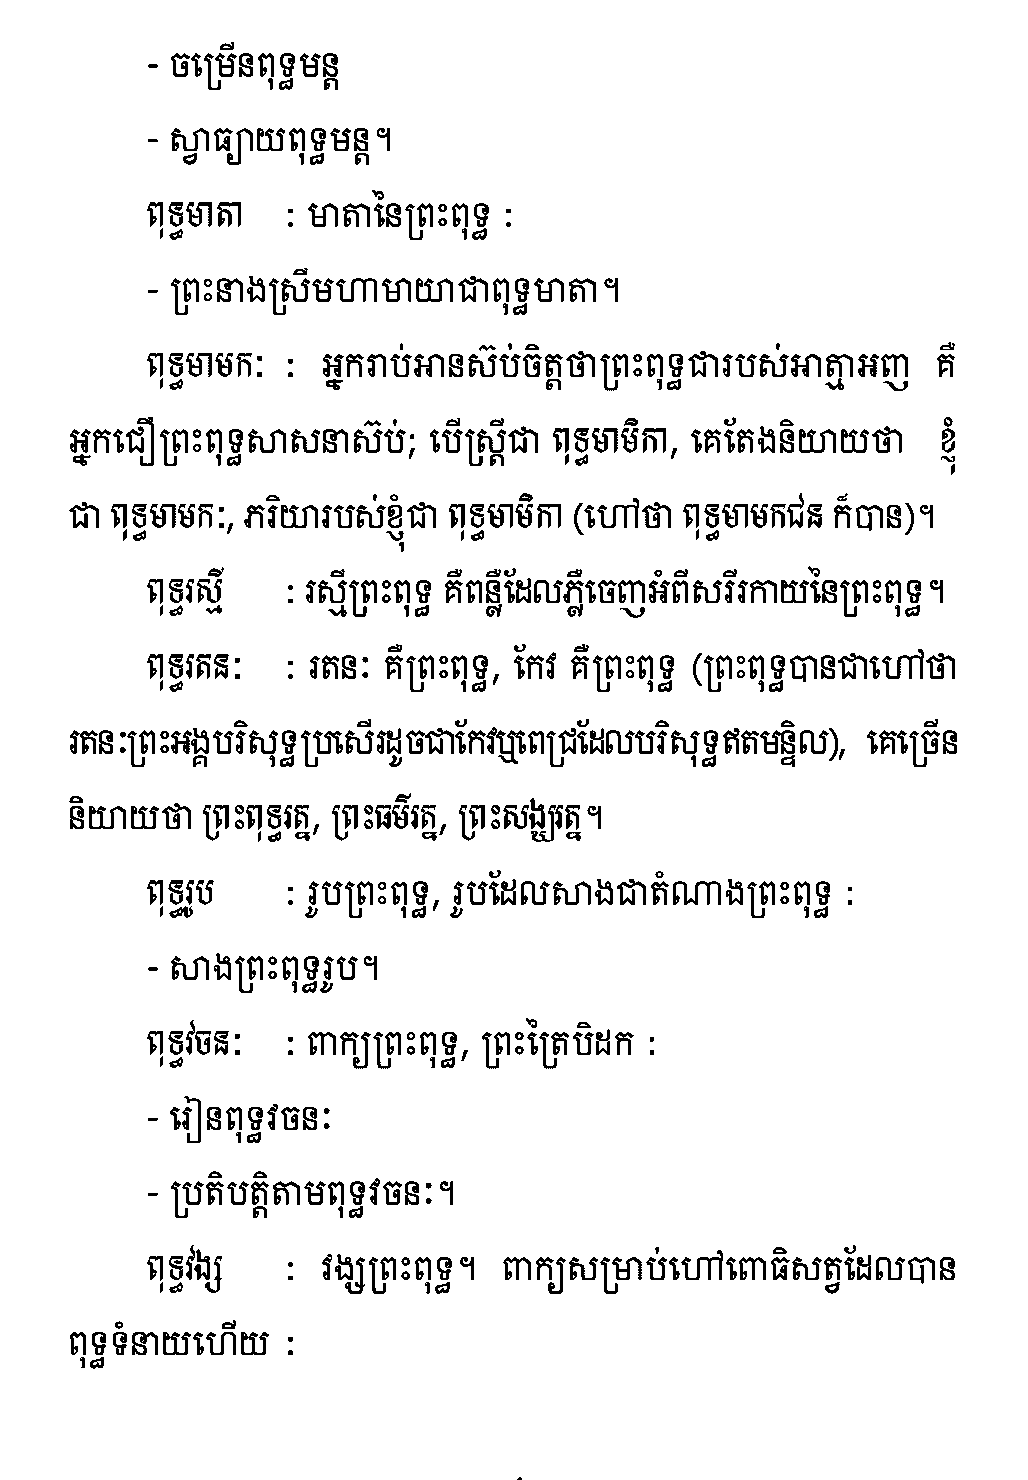 - ចម្រើនពុទ្ធមន្ត
- ស្វាធ្យាយពុទ្ធមន្ត។
ពុទ្ធមាតា : មាតានៃព្រះពុទ្ធ :
- ព្រះនាងស្រីមហាមាយាជាពុទ្ធមាតា។
ពុទ្ធមាមកៈ : អ្នករាប់អានស៊ប់ចិត្តថាព្រះពុទ្ធជារបស់អាត្មាអញ គឺ
អ្នកជឿព្រះពុទ្ធសាសនាស៊ប់; បើស្ត្រីជា ពុទ្ធមាមិកា, គេតែងនិយាយថា ខ្ញុំ
ជា ពុទ្ធមាមកៈ, ភរិយារបស់ខ្ញុំជា ពុទ្ធមាមិកា (ហៅថា ពុទ្ធមាមកជន ក៏បាន)។
ពុទ្ធរស្មី : រស្មីព្រះពុទ្ធ គឺពន្លឺដែលភ្លឺចេញអំពីសរីរកាយនៃព្រះពុទ្ធ។
ពុទ្ធរតនៈ : រតនៈ គឺព្រះពុទ្ធ, កែវ គឺព្រះពុទ្ធ (ព្រះពុទ្ធបានជាហៅថា
រតនៈព្រះអង្គបរិសុទ្ធប្រសើរដូចជាកែវឬពេជ្រដែលបរិសុទ្ធឥតមន្ទិល), គេច្រើន
និយាយថា ព្រះពុទ្ធរត្ន, ព្រះធម៌រត្ន, ព្រះសង្ឃរត្ន។
ពុទ្ធរូប : រូបព្រះពុទ្ធ, រូបដែលសាងជាតំណាងព្រះពុទ្ធ :
- សាងព្រះពុទ្ធរូប។
ពុទ្ធវចនៈ : ពាក្យព្រះពុទ្ធ, ព្រះត្រៃបិដក :
- រៀនពុទ្ធវចនៈ
- ប្រតិបត្តិតាមពុទ្ធវចនៈ។
ពុទ្ធវង្ស : វង្សព្រះពុទ្ធ។ ពាក្យសម្រាប់ហៅពោធិសត្វដែលបាន
ពុទ្ធទំនាយហើយ :